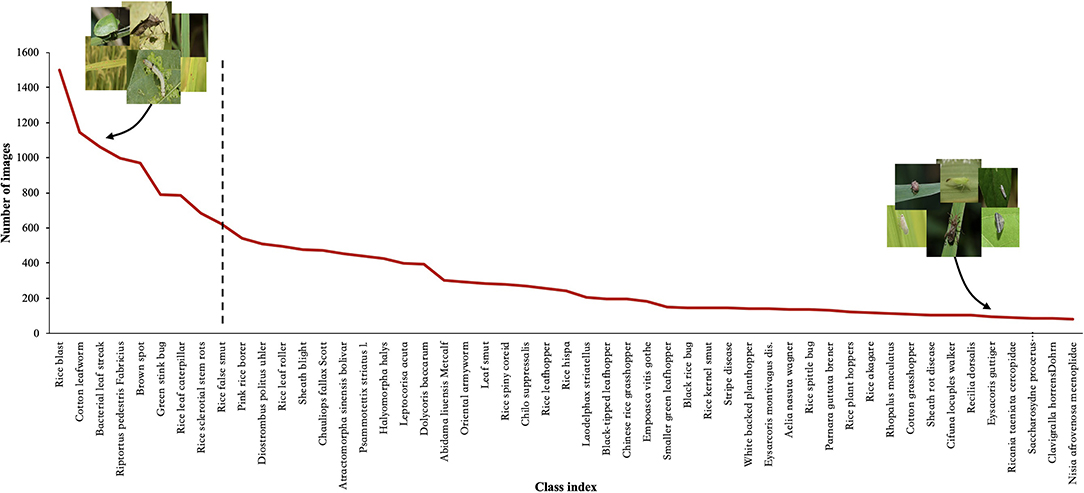 1600
1400
1200
1000
800
600
400
200
0
Number of images
Rice blast
Cotton leafworm
Bacterial leaf streak
Riptortus pedestris Fabricius
Brown spot
Green stink bug
Rice leaf caterpillar
Rice sclerotial stem rots
Rice false smut
Pink rice borer
Diostrombus politus uhler
Rice leaf roller
Sheath blight
Chauliops fallax Scott
Atractomorpha sinensis bolivar
Psammotettix striatus l.
Halyomorpha halys
Leptocorisa acuta
Dolycoris baccarum
Abidama liuensis Metcalf
Oriental armyworm
Leaf smut
Rice spiny coreid
Chilo suppressalis
Rice leafhopper
Rice hispa
Laodelphax striatellus
Black-tipped leafhopper
Chinese rice grasshopper
Empoasca vitis gothe
Smaller green leafhopper
Black rice bug
Rice kernel smut
Stripe disease
White backed planthopper
Eysarcoris montivagus dis.
Aelia nasuta wagner
Rice spittle bug
Parnara guttata bremer
Rice plant hoppers
Rice akagare
Rhopalus maculatus
Cotton grasshopper
Sheath rot disease
Cifuna locuples walker
Recilia dorsalis
Eysacoris guttiger
Ricania taeniata cercopidae
Saccharosydne procerus…
Clavigralla horrensDohrn
Nisia afrovenosa meenoplidae
Class index